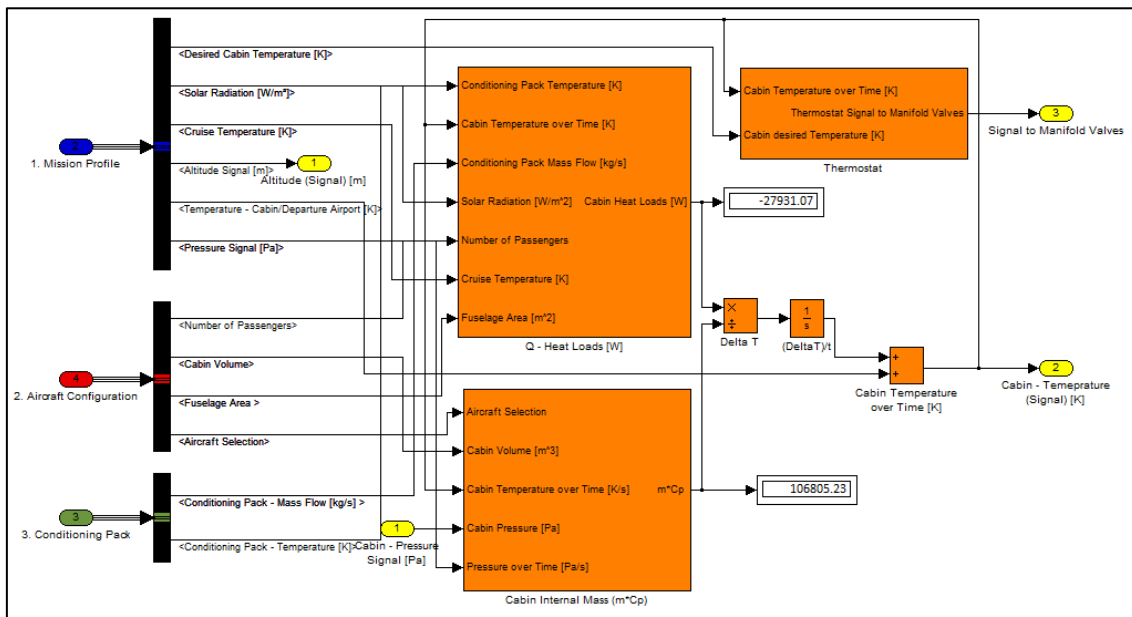 2
1. Mission Profile
<Desired Cabin Temperature [K]>
<Solar Radiation [W/m²]>
<Cruise Temperature [K]>
<Altitude Signal [m]>
1
Altitude (Signal) [m]
<Temperature - Cabin/Departure Airport [K]>
<Pressure Signal [Pa]>
4
2. Aircraft Configuration
<Number of Passengers>
<Cabin Volume>
<Fuselage Area >
<Aircraft Selection>
3
3. Conditioning Pack
<Conditioning Pack - Mass Flow [kg/s] >
<Conditioning Pack - Temperature [K]>
Conditioning Pack Temperature [K]
Cabin Temperature over Time [K]
Conditioning Pack Mass Flow [kg/s]
Solar Radiation [W/m^2]
Cabin Heat Loads [W]
Number of Passengers
Cruise Temperature [K]
Fuselage Area [m^2]
Q - Heat Loads [W]
Cabin Temperature over Time [K]
Thermostat Signal to Manifold Valves
Cabin desired Temperature [K]
Thermostat
3
Signal to Manifold Valves
-27931.07
×
÷
Delta T
1
s
(DeltaT)/t
+
+
Cabin Temperature
over Time [K]
2
Cabin - Temeprature
(Signal) [K]
Aircraft Selection
Cabin Volume [m^3]
Cabin Temperature over Time [K/s]
m*Cp
Cabin Pressure [Pa]
Pressure over Time [Pa/s]
Cabin Internal Mass (m*Cp)
1
Cabin - Pressure
Signal [Pa]
106805.23